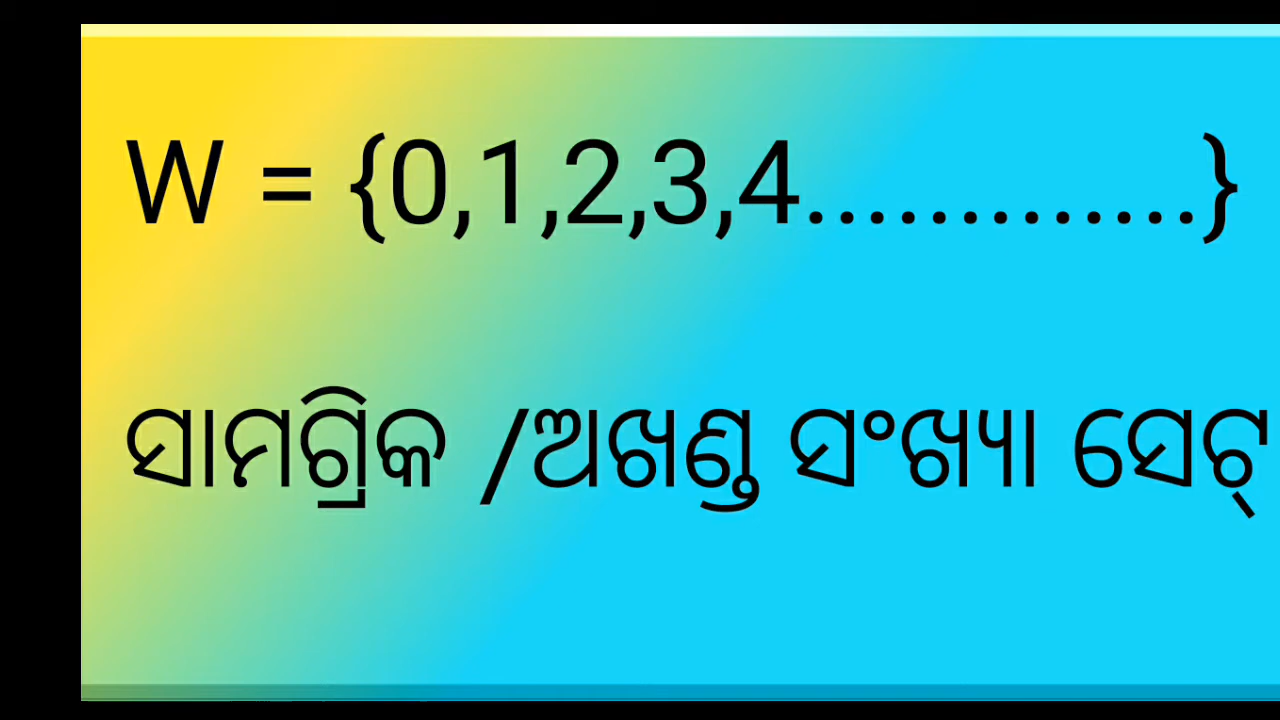 W = {0,1,2,3,4.............}
ସାମଗ୍ରିକ /ଅଖଣ୍ଡ ସଂଖ୍ୟା ସେଟ୍